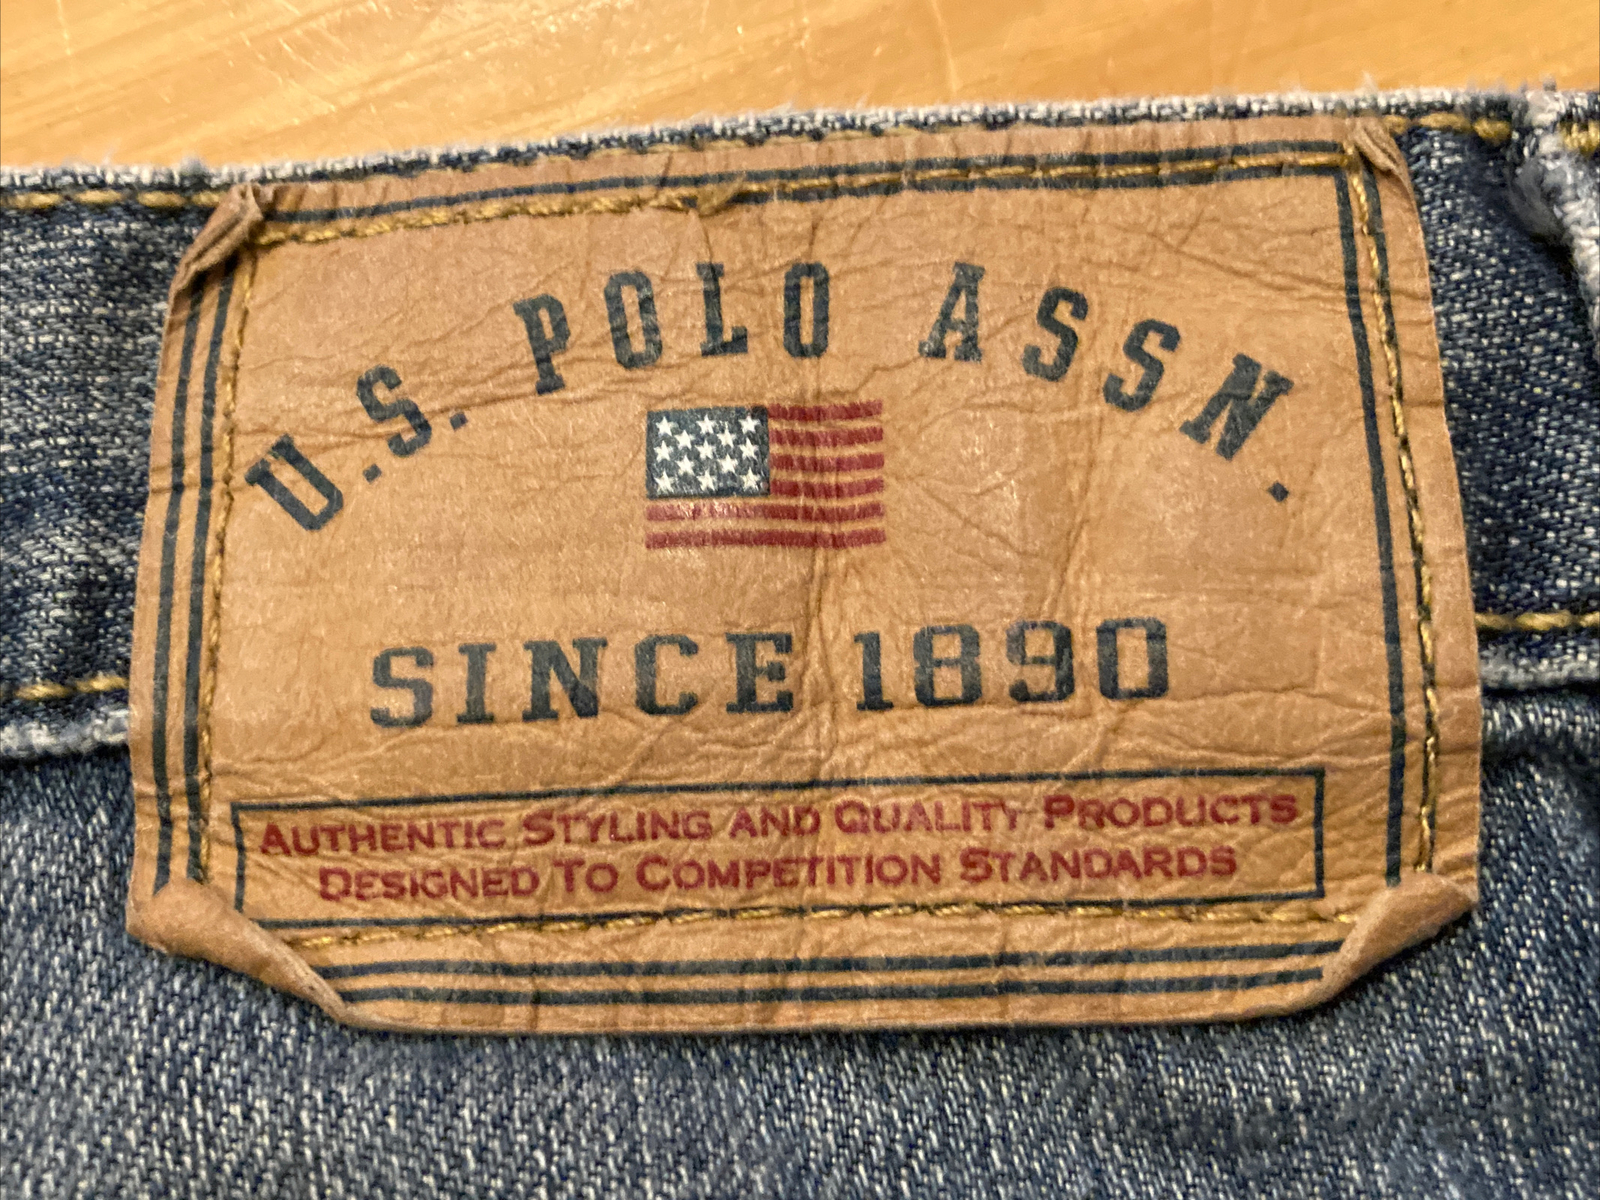 U.S. POLO ASSN.
SINCE 1890
AUTHENTIC STYLING AND QUALITY PRODUCTS
DESIGNED TO COMPETITION STANDARDS